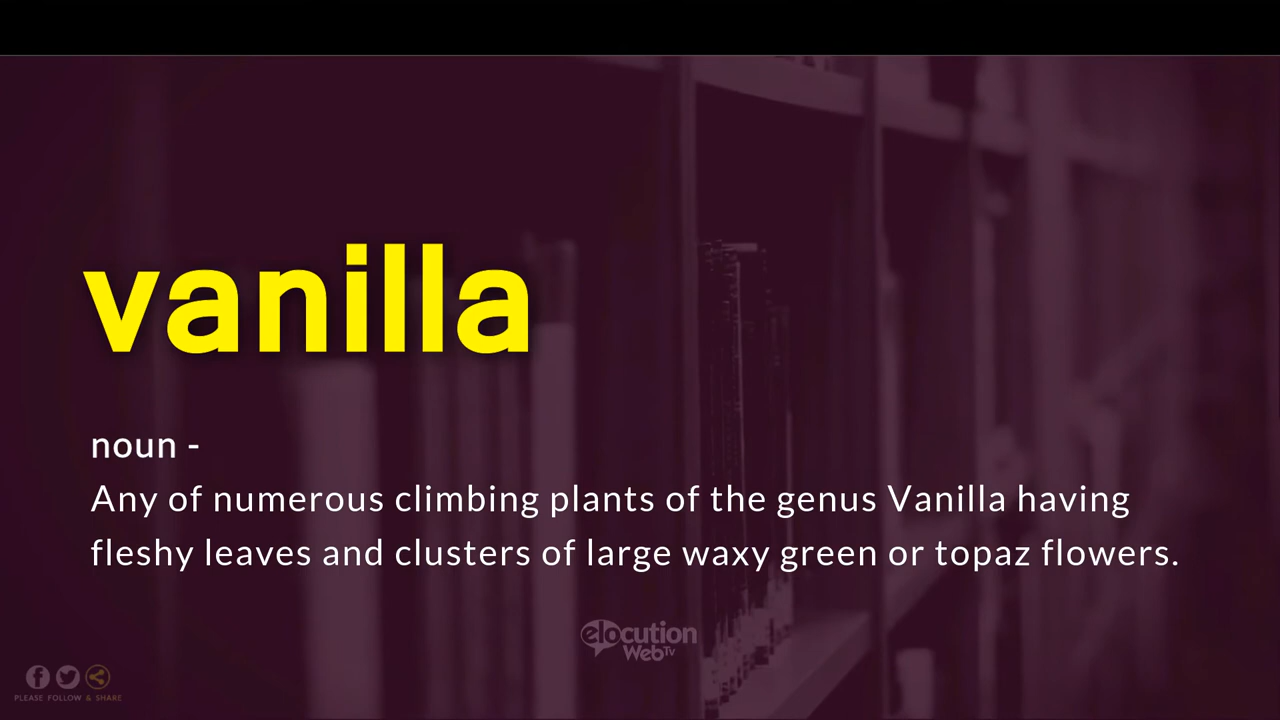 vanilla
noun -
Any of numerous climbing plants of the genus Vanilla having
fleshy leaves and clusters of large waxy green or topaz flowers.
elocution
WebTv
PLEASE FOLLOW & SHARE